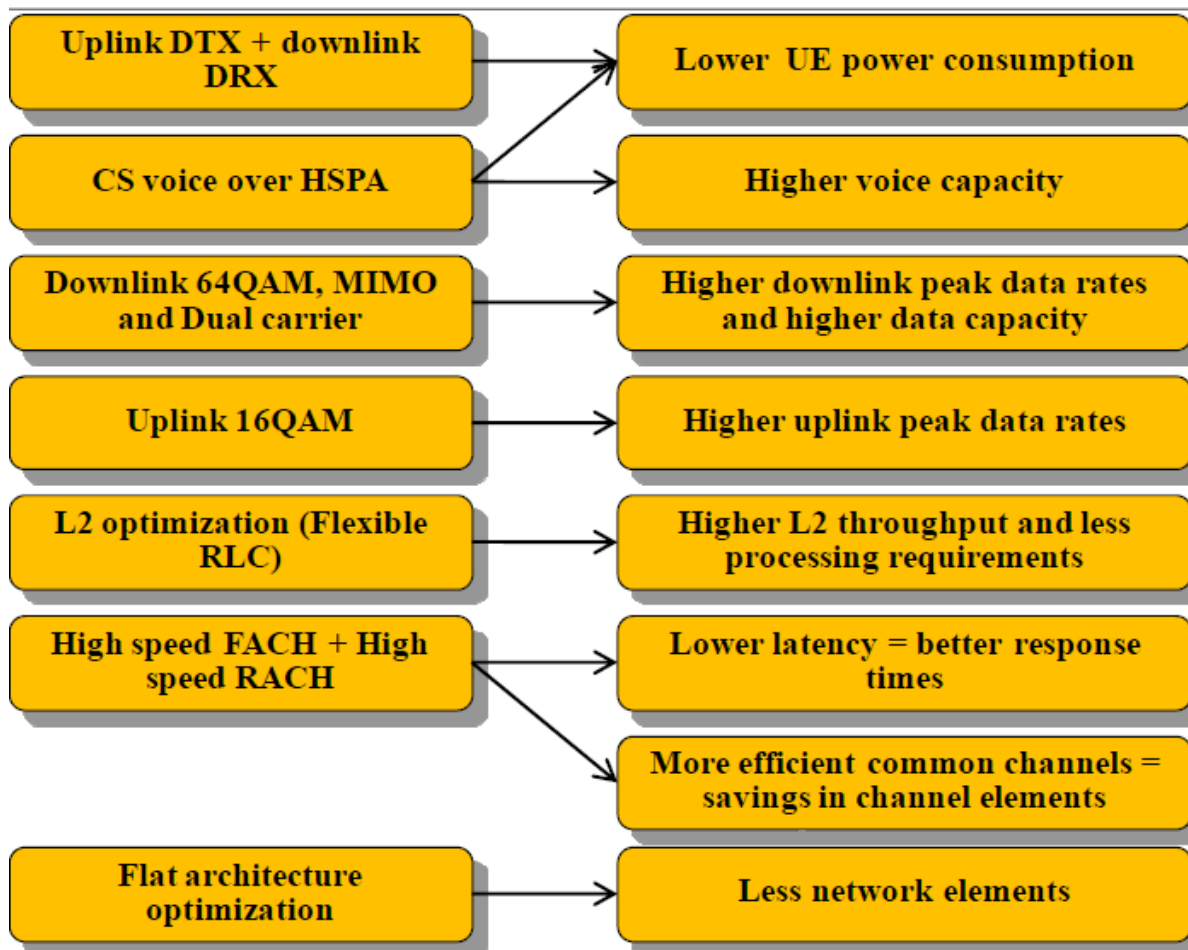 Uplink DTX + downlink
DRX
Lower UE power consumption
CS voice over HSPA
Higher voice capacity
Downlink 64QAM, MIMO
and Dual carrier
Higher downlink peak data rates
and higher data capacity
Uplink 16QAM
Higher uplink peak data rates
L2 optimization (Flexible
RLC)
Higher L2 throughput and less
processing requirements
High speed FACH + High
speed RACH
Lower latency = better response
times
More efficient common channels =
savings in channel elements
Flat architecture
optimization
Less network elements